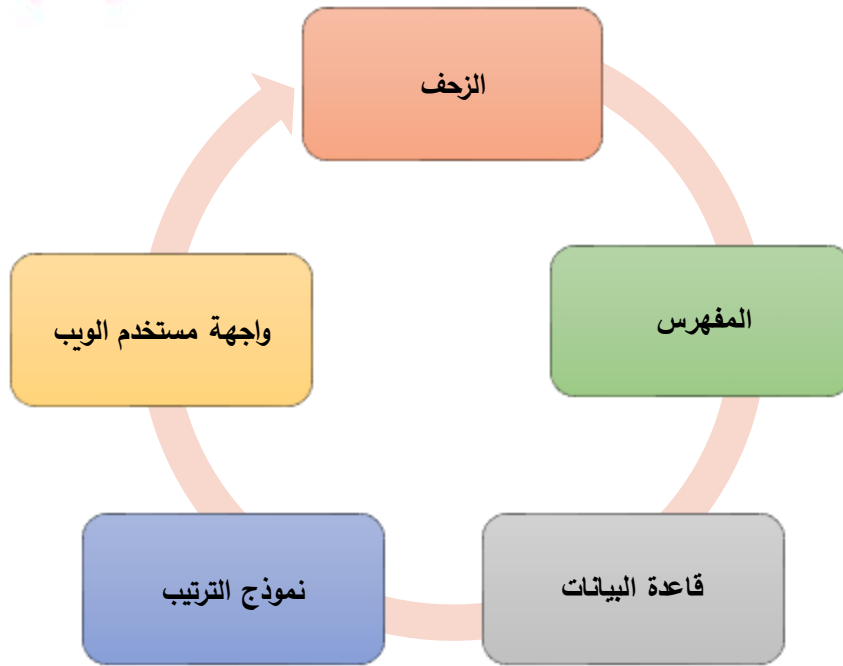 الزحف
المفهرس
قاعدة البيانات
نموذج الترتيب
واجهة مستخدم الويب